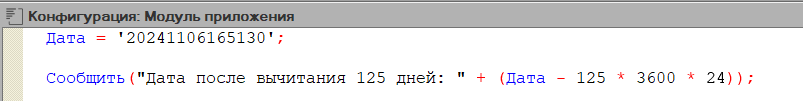 Конфигурация: Модуль приложения
Дата = '20241106165130';
Сообщить("Дата после вычитания 125 дней: " + (Дата - 125 * 3600 * 24));